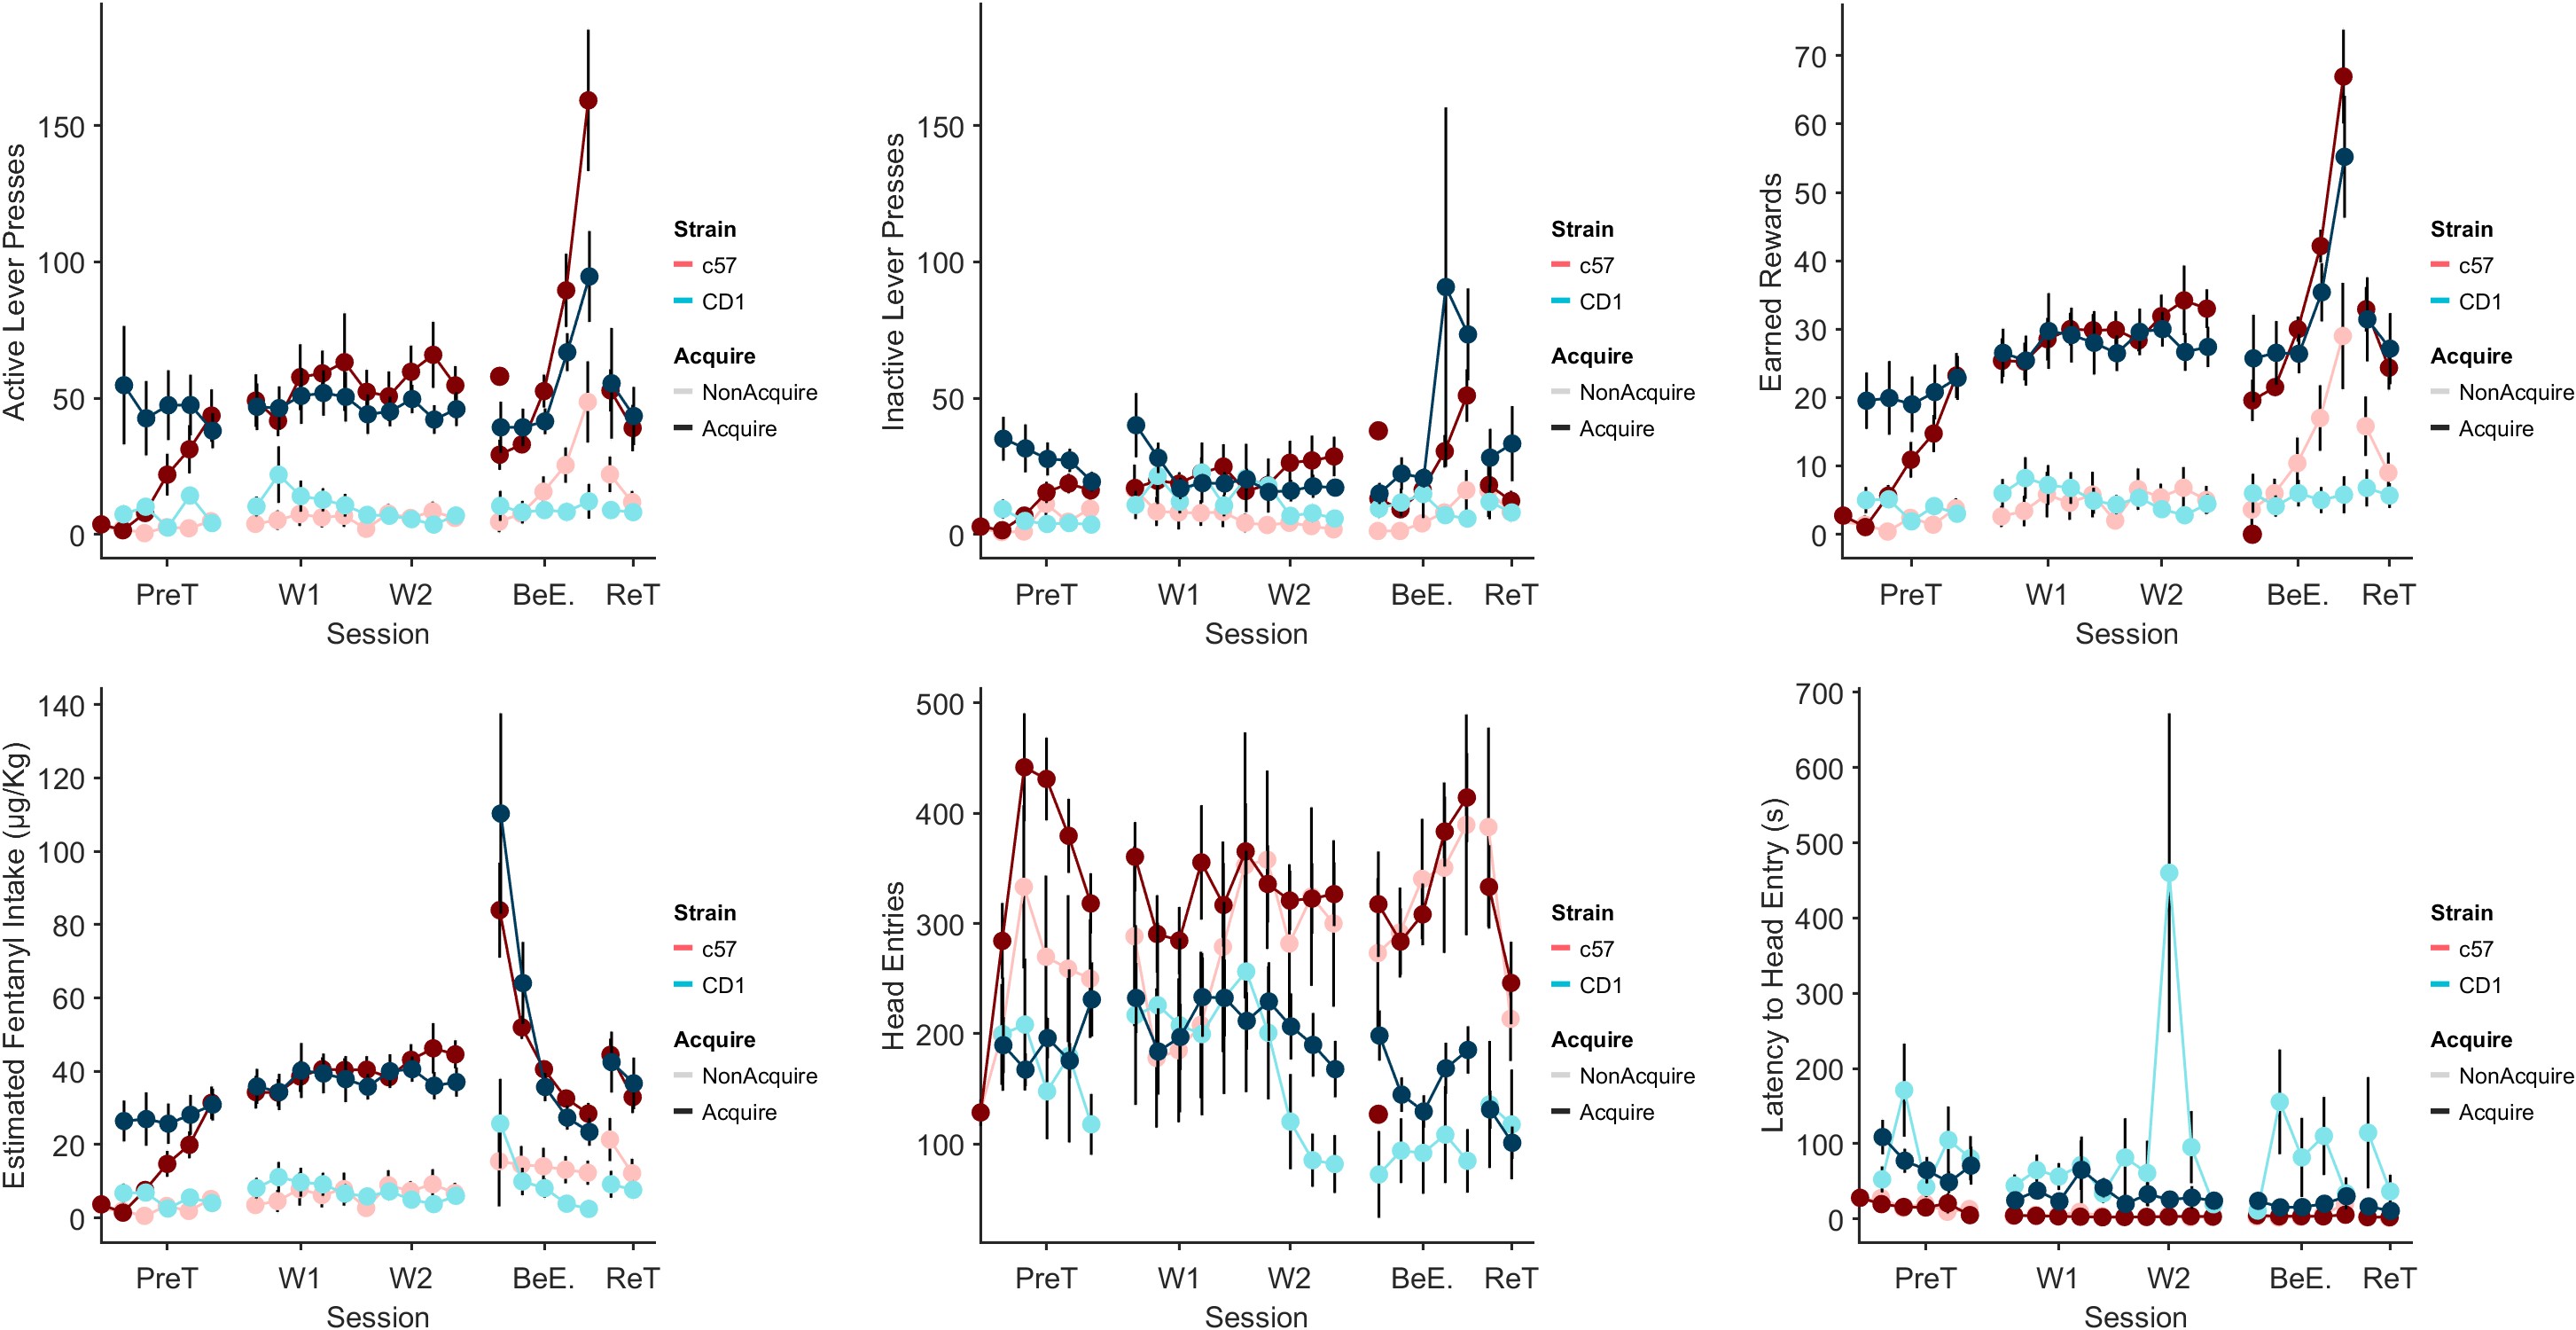 Active Lever Presses
150
100
50
0
PreT W1 W2 BeE. ReT
Session
Strain
c57
CD1
Acquire
NonAcquire
Acquire
Inactive Lever Presses
150
100
50
0
PreT W1 W2 BeE. ReT
Session
Strain
c57
CD1
Acquire
NonAcquire
Acquire
Earned Rewards
70
60
50
40
30
20
10
0
PreT W1 W2 BeE. ReT
Session
Strain
c57
CD1
Acquire
NonAcquire
Acquire
Estimated Fentanyl Intake (µg/Kg)
140
120
100
80
60
40
20
0
PreT W1 W2 BeE. ReT
Session
Strain
c57
CD1
Acquire
NonAcquire
Acquire
Head Entries
500
400
300
200
100
PreT W1 W2 BeE. ReT
Session
Strain
c57
CD1
Acquire
NonAcquire
Acquire
Latency to Head Entry (s)
700
600
500
400
300
200
100
0
PreT W1 W2 BeE. ReT
Session
Strain
c57
CD1
Acquire
NonAcquire
Acquire